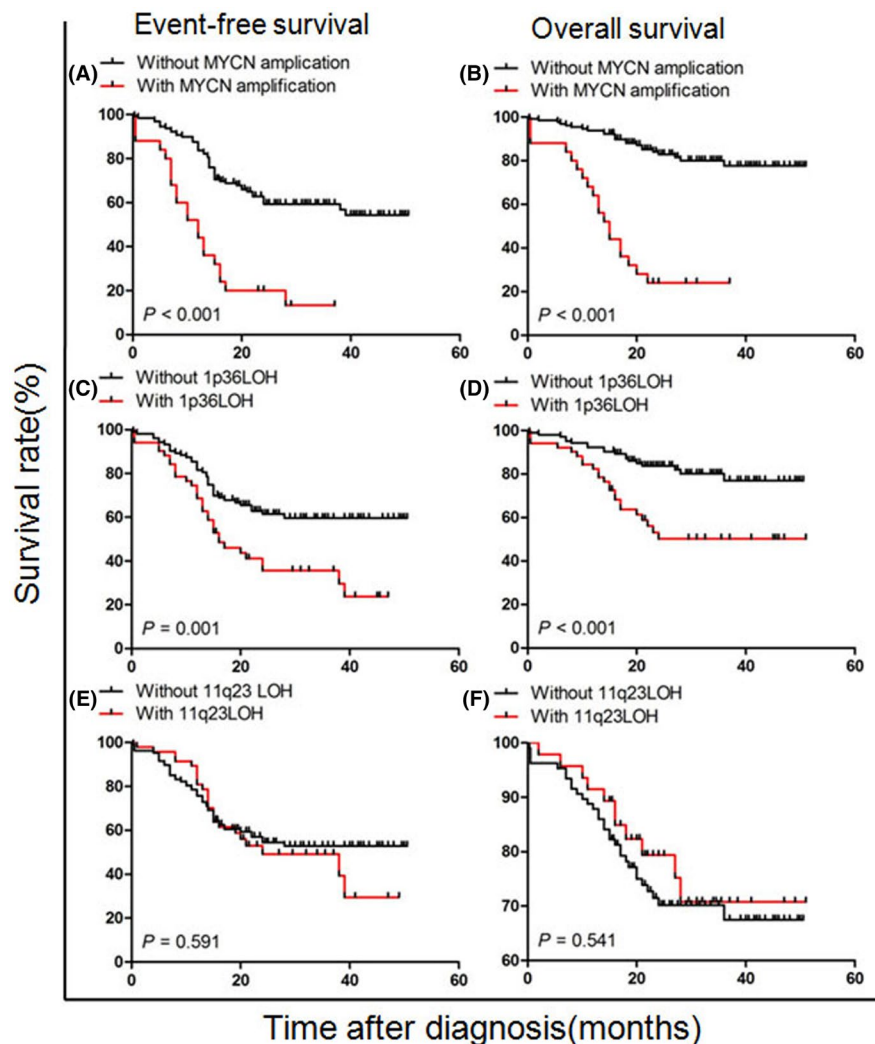 Event-free survival
Overall survival
(A)
Without MYCN amplication
With MYCN amplification
100
80
60
40
20
0
P < 0.001
0 20 40 60
(B)
Without MYCN amplication
With MYCN amplification
100
80
60
40
20
0
P < 0.001
0 20 40 60
(C)
Without 1p36LOH
With 1p36LOH
100
80
60
40
20
0
P = 0.001
0 20 40 60
(D)
Without 1p36LOH
With 1p36LOH
100
80
60
40
20
0
P < 0.001
0 20 40 60
(E)
Without 11q23 LOH
With 11q23LOH
100
80
60
40
20
0
P = 0.591
0 20 40 60
(F)
Without 11q23LOH
With 11q23LOH
100
90
80
70
60
P = 0.541
0 20 40 60
Survival rate(%)
Time after diagnosis(months)